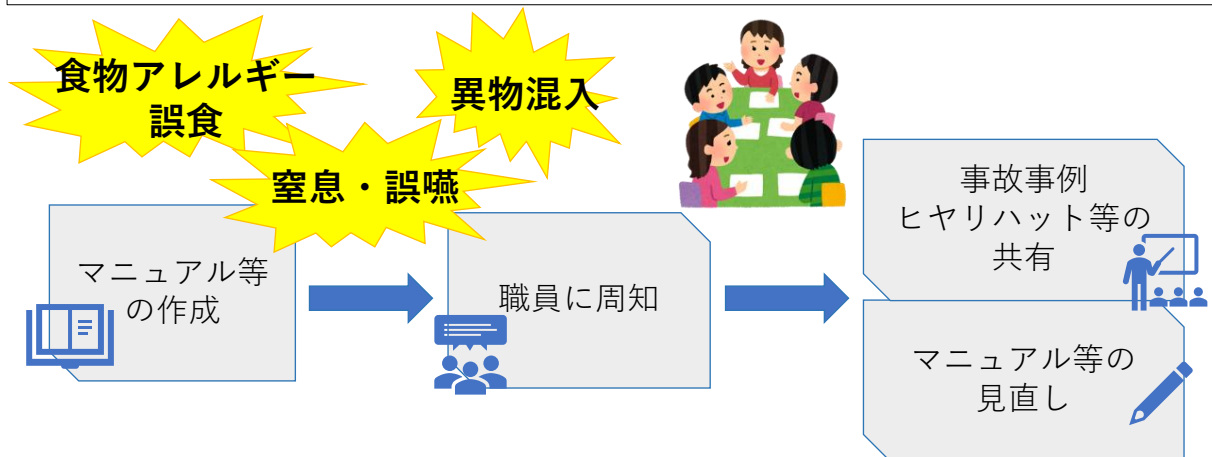 食物アレルギー
誤食
異物混入
窒息・誤嚥
マニュアル等
の作成
職員に周知
事故事例
ヒヤリハット等の
共有
マニュアル等の
見直し